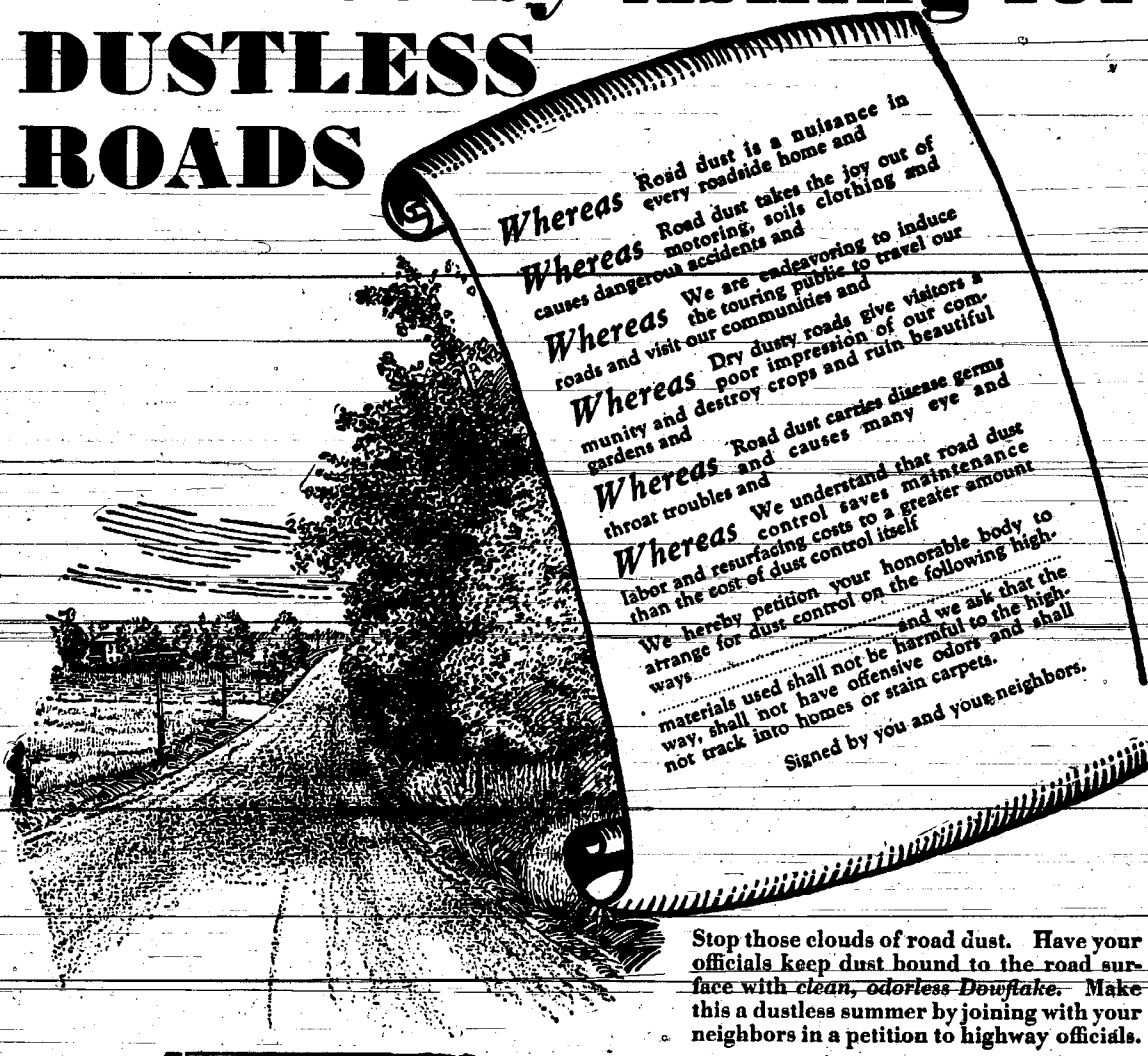 DUSTLESS
ROADS
Whereas Road dust is a nuisance in
every roadside home and
Whereas Road dust takes the joy out of
motoring, soils clothing and
causes dangerous accidents and
Whereas We are endeavoring to induce
the touring public to travel our
roads and visit our communities and
Whereas Dry dusty roads give visitors a
poor impression of our com-
munity and destroy crops and ruin beautiful
gardens and
Whereas Road dust carries disease germs
and causes many eye and
throat troubles and
Whereas We understand that road dust
control saves maintenance
labor and resurfacing costs to a greater amount
than the cost of dust control itself
We hereby petition your honorable body to
arrange for dust control on the following high-
ways
and we ask that the
materials used shall not be harmful to the high-
way, shall not have offensive odors and shall
not track into homes or stain carpets.
Signed by you and your neighbors.
Stop those clouds of road dust. Have your
officials keep dust bound to the road sur-
face with clean, odorless Dowflake. Make
this a dustless summer by joining with your
neighbors in a petition to highway officials.